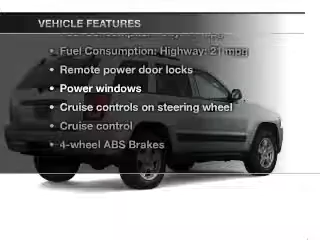 VEHICLE FEATURES
• Fuel Consumption: Highway: 21 mpg
• Remote power door locks
• Power windows
• Cruise controls on steering wheel
• Cruise control
• 4-wheel ABS Brakes